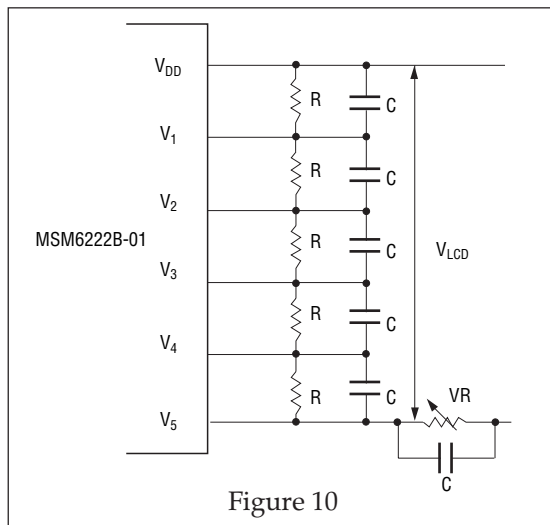 V_DD
R
C
V_1
R
C
V_2
MSM6222B-01
R
C
V_LCD
V_3
R
C
V_4
R
C
VR
V_5
C
Figure 10